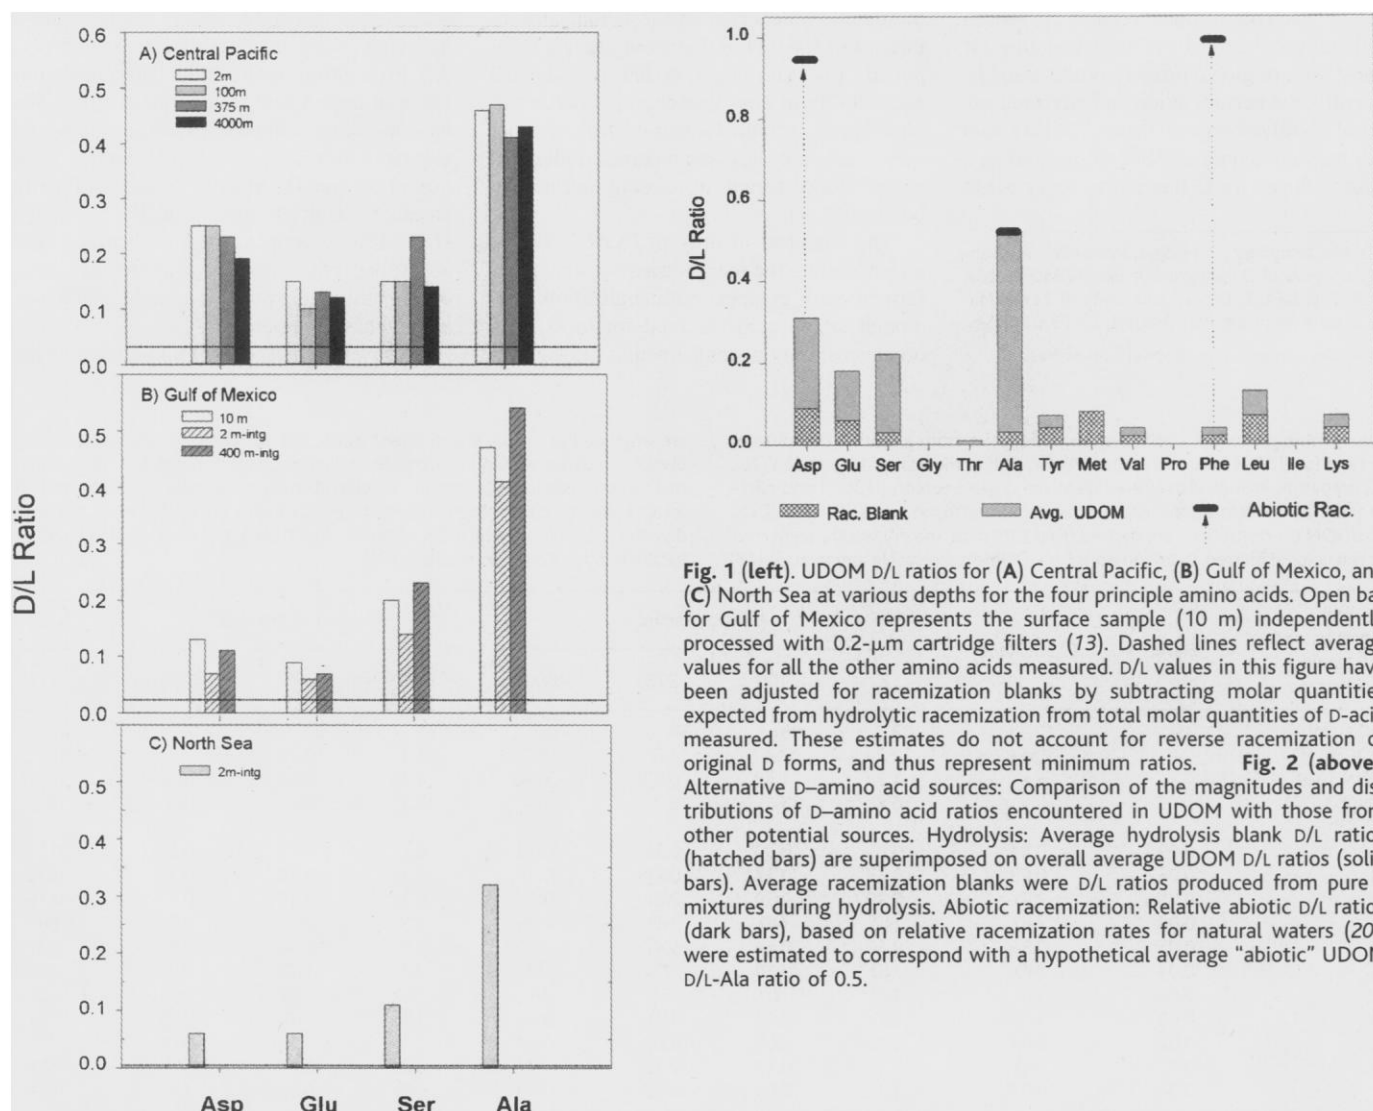 0.6
0.5
0.4
0.3
0.2
0.1
0.0
A) Central Pacific
2m
100m
375 m
4000m
B) Gulf of Mexico
10 m
2 m-intg
400 m-intg
0.5
0.4
0.3
0.2
0.1
0.0
C) North Sea
2m-intg
0.5
0.4
0.3
0.2
0.1
0.0
D/L Ratio
Asp Glu Ser Ala
1.0
0.8
0.6
0.4
0.2
0.0
D/L Ratio
Asp Glu Ser Gly Thr Ala Tyr Met Val Pro Phe Leu Ile Lys
Rac. Blank Avg. UDOM Abiotic Rac.
Fig. 1 (left). UDOM D/L ratios for (A) Central Pacific, (B) Gulf of Mexico, an
(C) North Sea at various depths for the four principle amino acids. Open ba
for Gulf of Mexico represents the surface sample (10 m) independentl
processed with 0.2-μm cartridge filters (13). Dashed lines reflect averag
values for all the other amino acids measured. D/L values in this figure hav
been adjusted for racemization blanks by subtracting molar quantitie
expected from hydrolytic racemization from total molar quantities of D-aci
measured. These estimates do not account for reverse racemization o
original D forms, and thus represent minimum ratios. Fig. 2 (above
Alternative D–amino acid sources: Comparison of the magnitudes and dis
tributions of D–amino acid ratios encountered in UDOM with those fror
other potential sources. Hydrolysis: Average hydrolysis blank D/L ratio
(hatched bars) are superimposed on overall average UDOM D/L ratios (soli
bars). Average racemization blanks were D/L ratios produced from pure
mixtures during hydrolysis. Abiotic racemization: Relative abiotic D/L ratio
(dark bars), based on relative racemization rates for natural waters (20
were estimated to correspond with a hypothetical average "abiotic" UDOM
D/L-Ala ratio of 0.5.